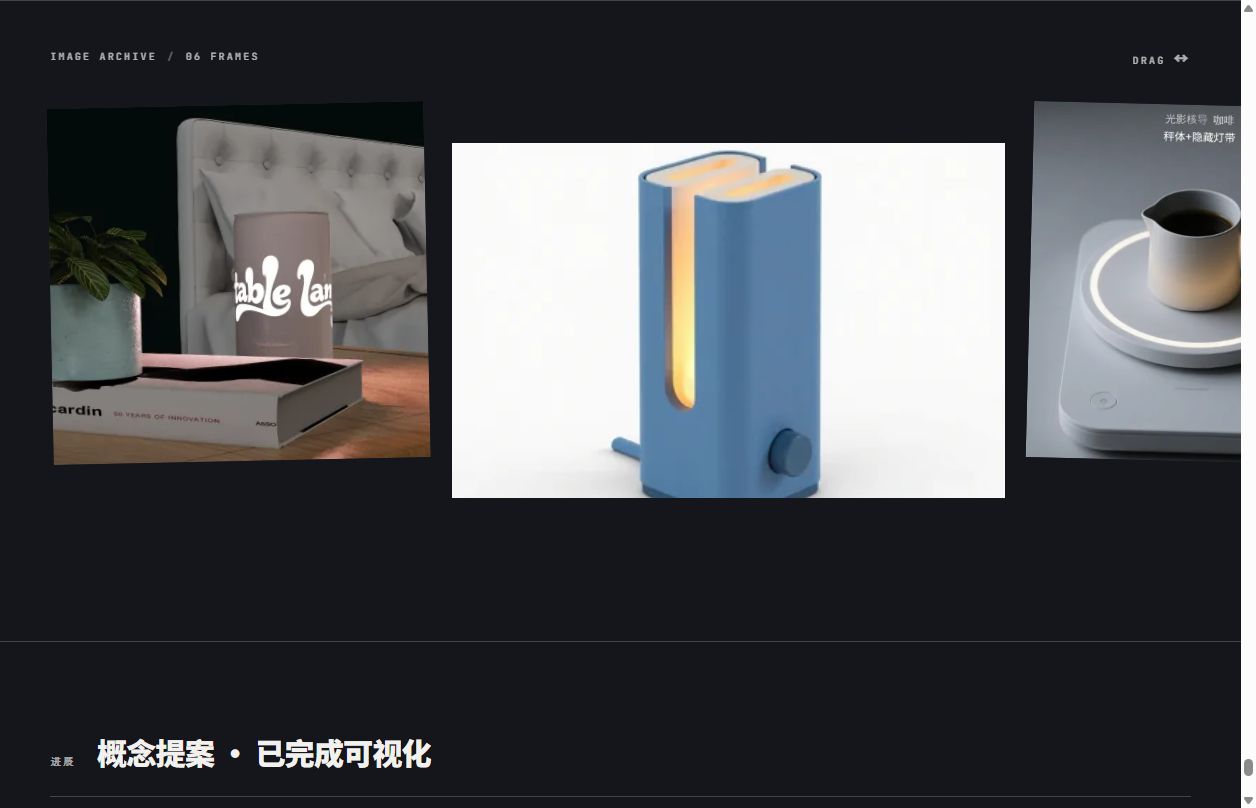 IMAGE ARCHIVE / 06 FRAMES
DRAG
table lan
cardin 50 YEARS OF INNOVATION ASSO
光影核导 咖啡
秤体+隐藏灯带
进展 概念提案 · 已完成可视化